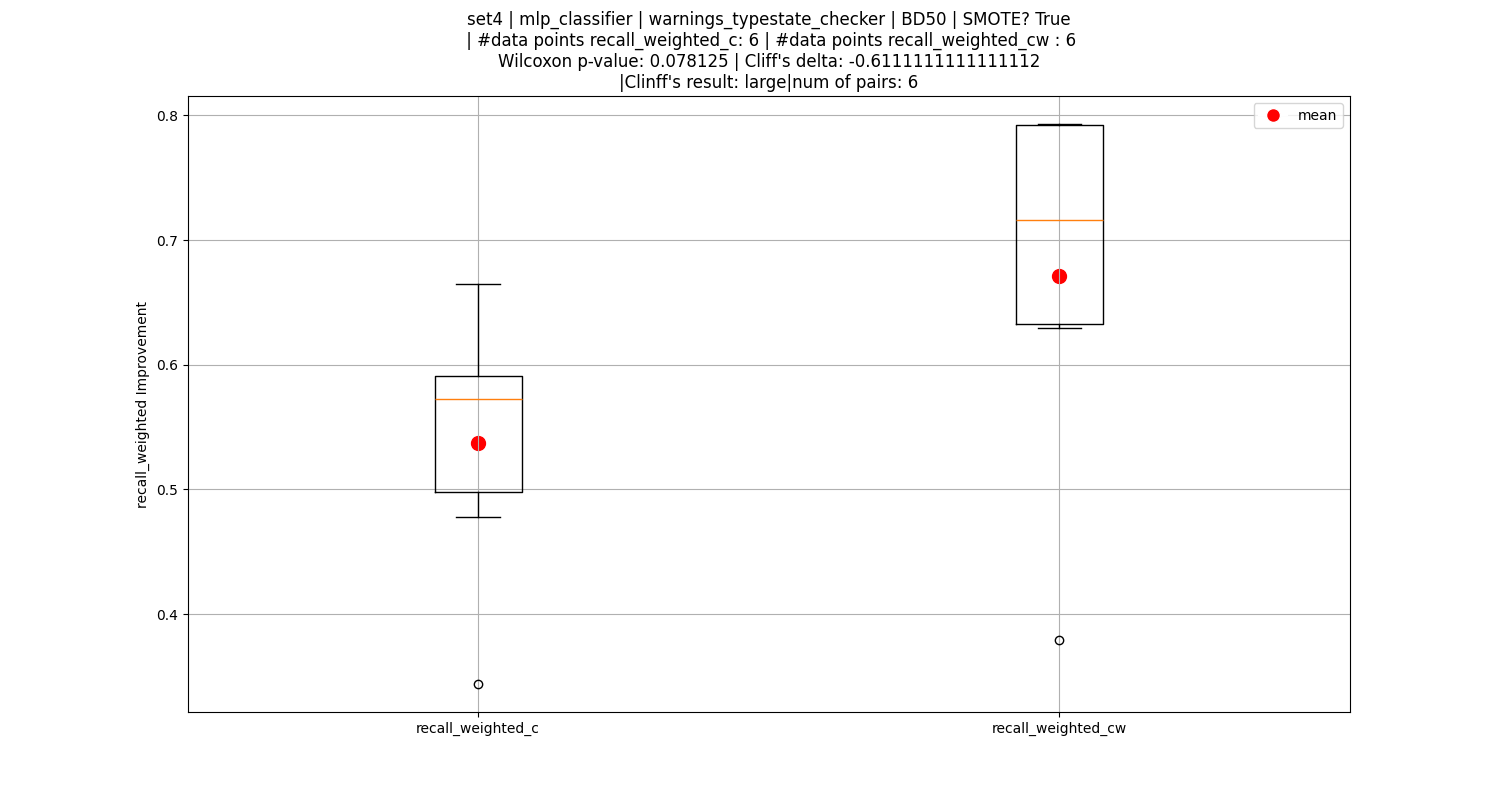 set4 | mlp_classifier | warnings_typestate_checker | BD50 | SMOTE? True
| #data points recall_weighted_c: 6 | #data points recall_weighted_cw : 6
Wilcoxon p-value: 0.078125 | Cliff's delta: -0.6111111111111112
|Clinff's result: large|num of pairs: 6
mean
0.8
0.7
0.6
0.5
0.4
recall_weighted Improvement
recall_weighted_c
recall_weighted_cw